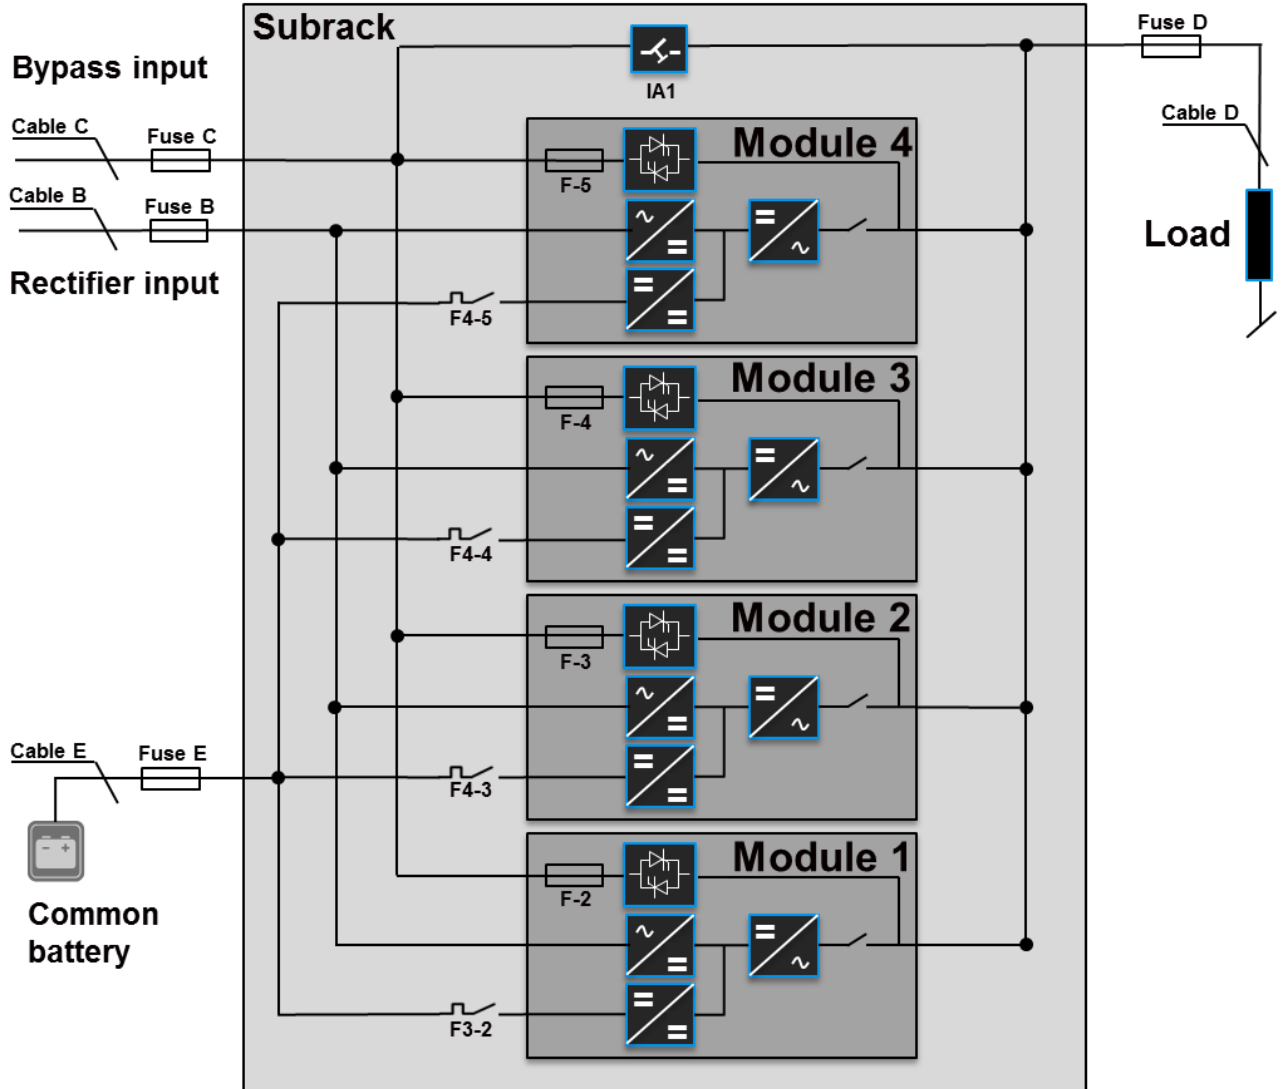 Subrack
Fuse D
Bypass input
IA1
Cable C
Fuse C
Module 4
Cable D
F-5
Cable B
Fuse B
Load
Rectifier input
F4-5
Module 3
F-4
F4-4
Module 2
F-3
Cable E
Fuse E
F4-3
Module 1
F-2
Common
battery
F3-2